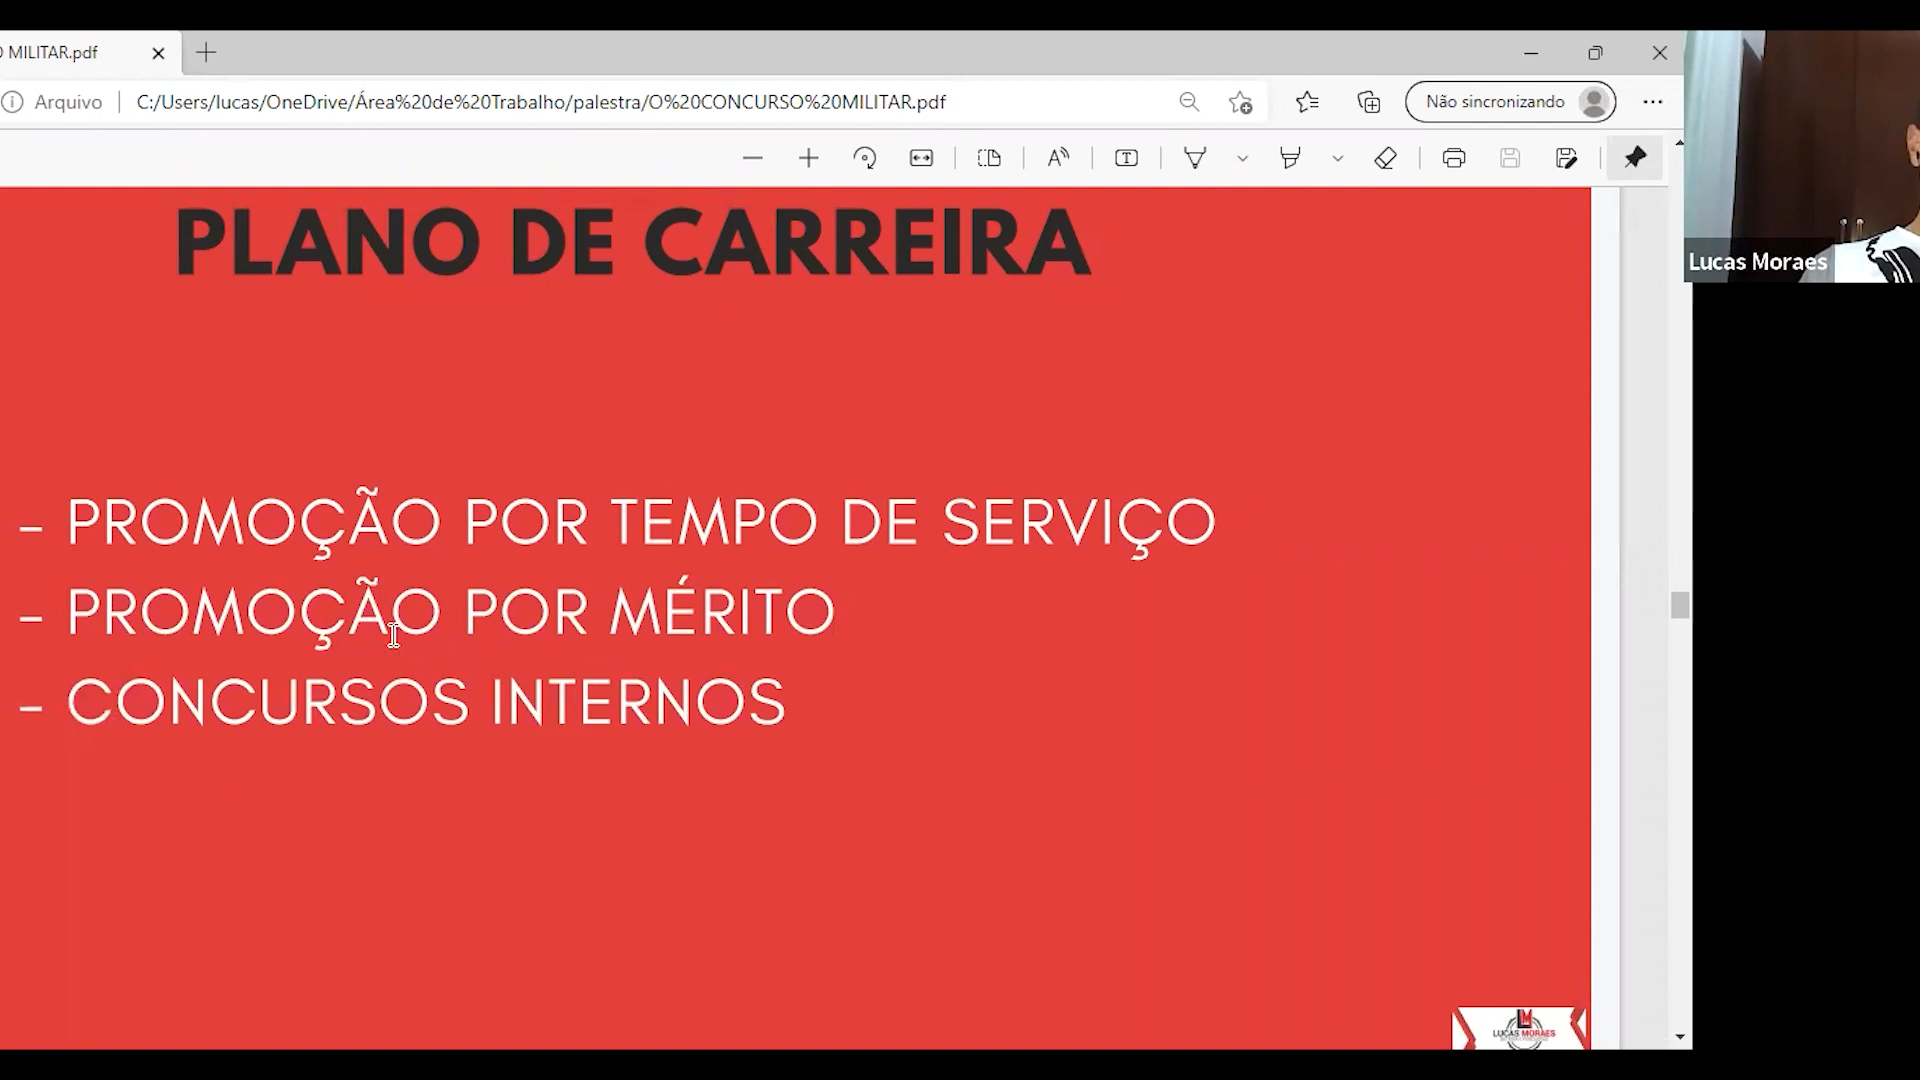 O MILITAR.pdf
Arquivo
C:/Users/lucas/OneDrive/Área%20de%20Trabalho/palestra/O%20CONCURSO%20MILITAR.pdf
Não sincronizando
PLANO DE CARREIRA
- PROMOÇÃO POR TEMPO DE SERVIÇO
- PROMOÇÃO POR MÉRITO
- CONCURSOS INTERNOS
Lucas Moraes
LM
LUCAS MORAES